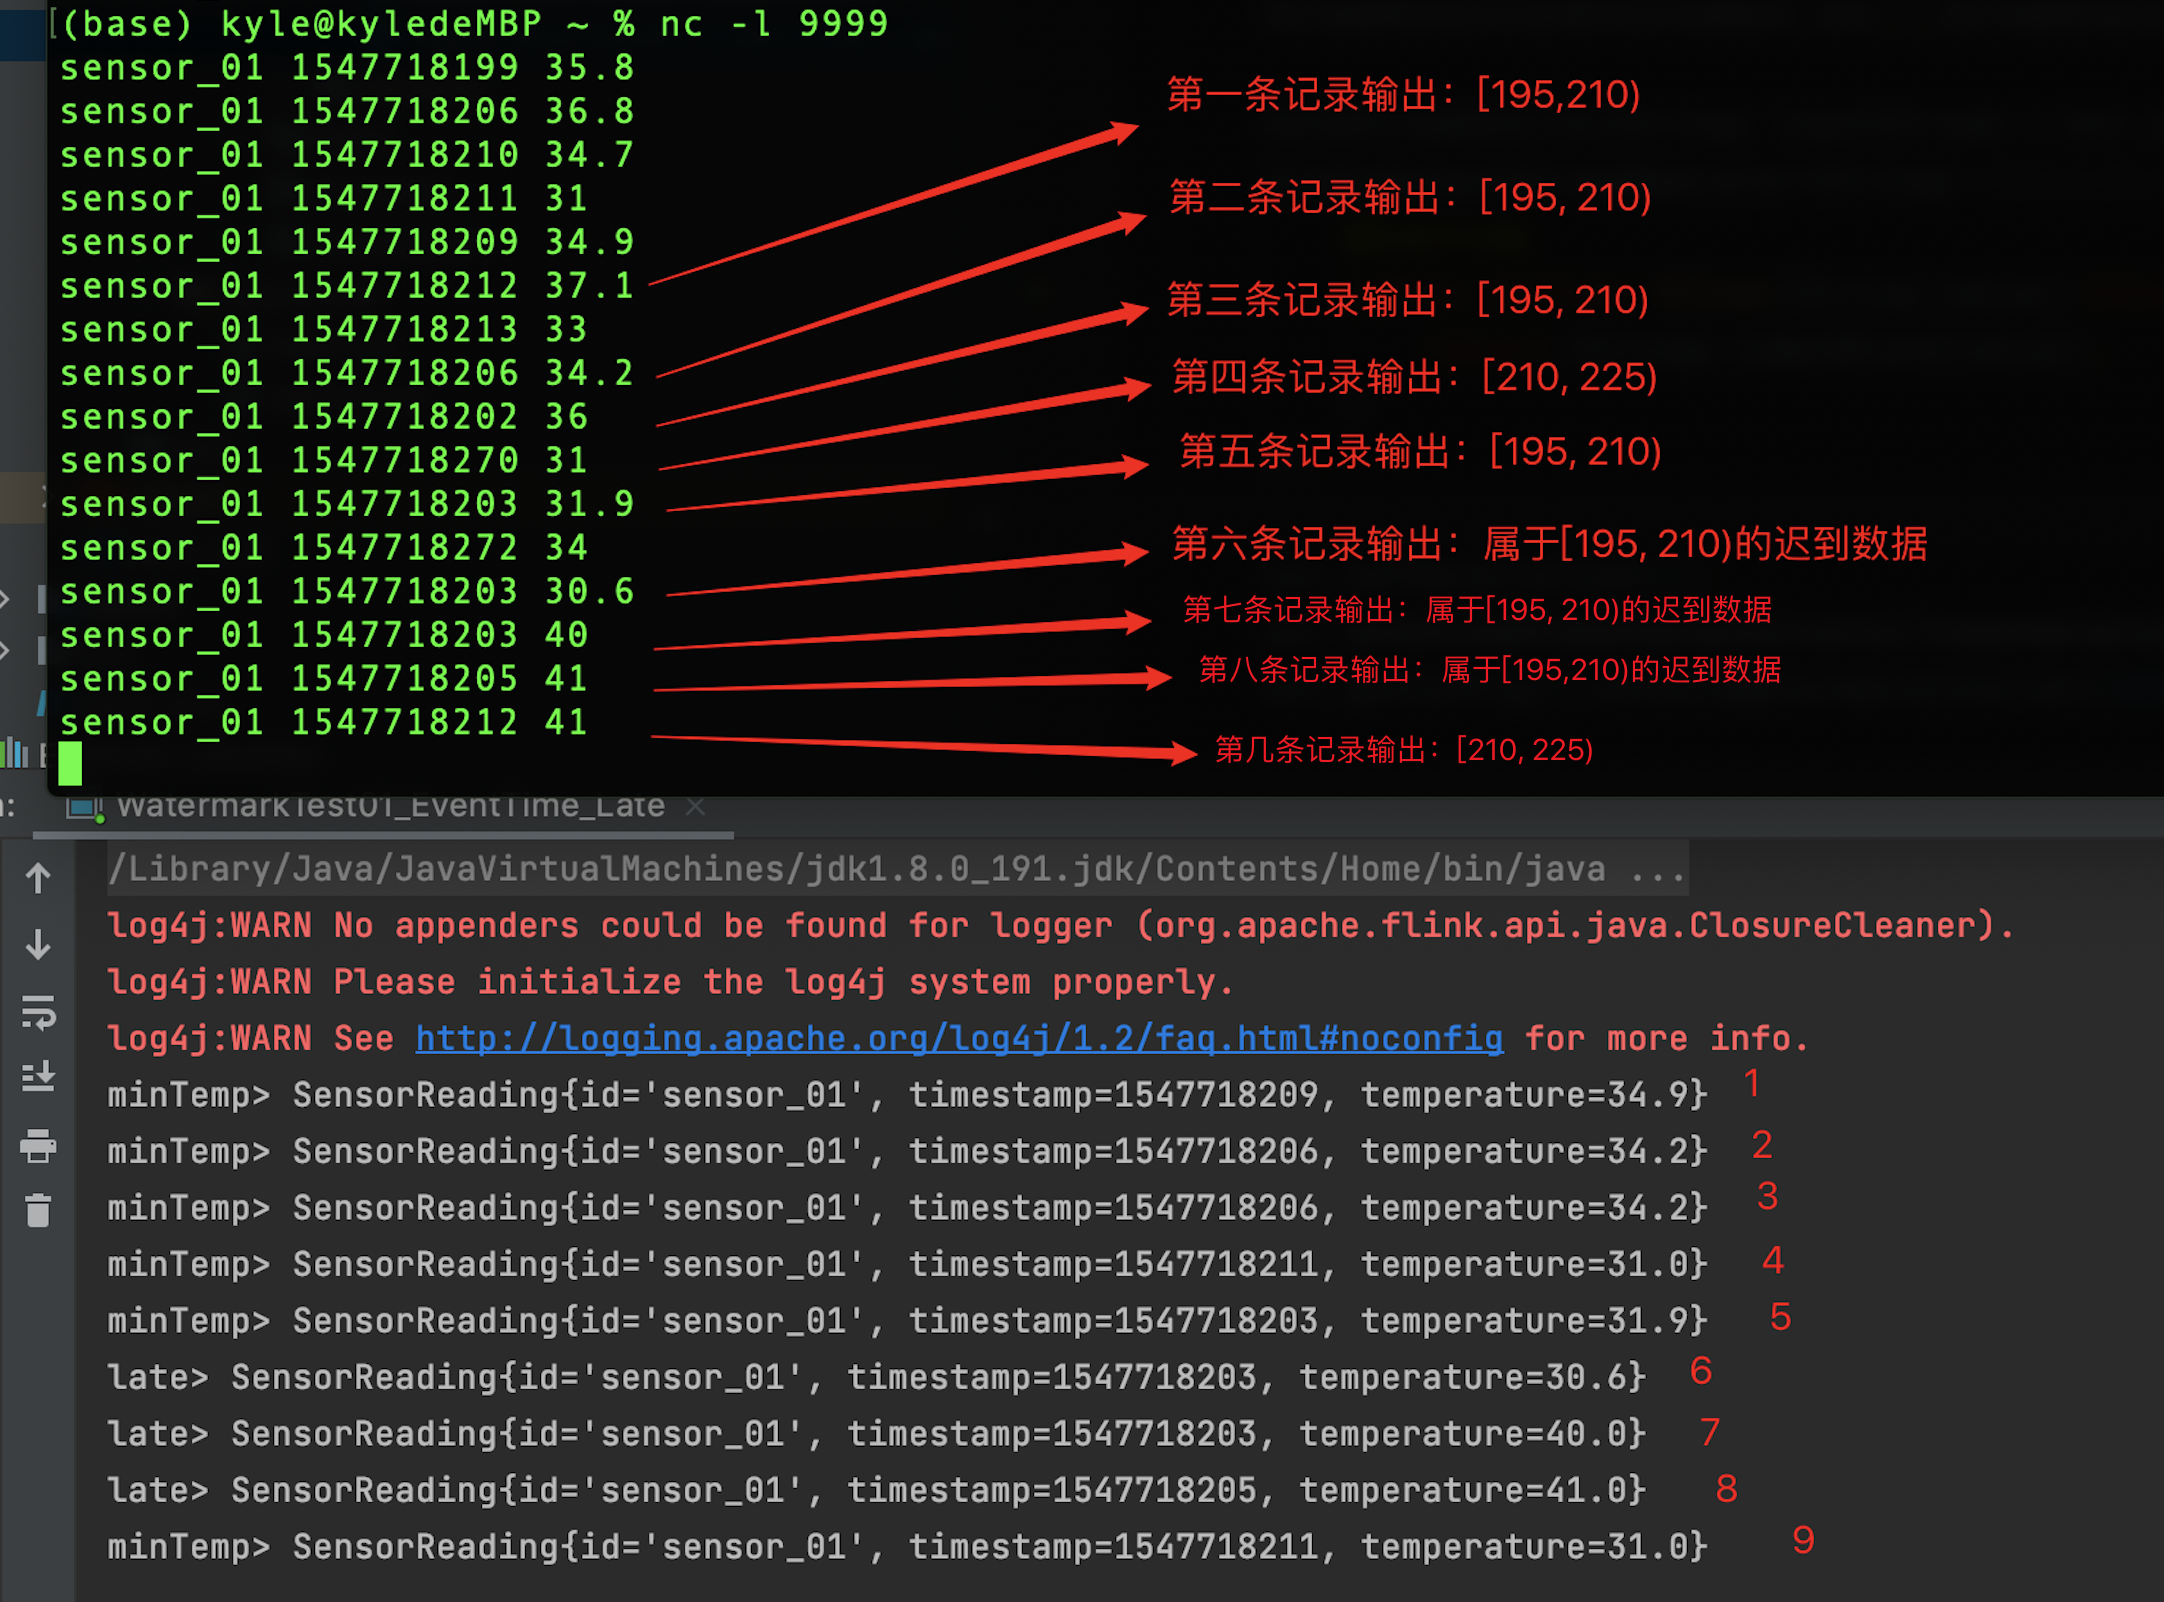 [(base) kyle@kyledeMBP ~ % nc -l 9999
sensor_01 1547718199 35.8
sensor_01 1547718206 36.8
sensor_01 1547718210 34.7
sensor_01 1547718211 31
sensor_01 1547718209 34.9
sensor_01 1547718212 37.1
sensor_01 1547718213 33
sensor_01 1547718206 34.2
sensor_01 1547718202 36
sensor_01 1547718270 31
sensor_01 1547718203 31.9
sensor_01 1547718272 34
sensor_01 1547718203 30.6
sensor_01 1547718203 40
sensor_01 1547718205 41
sensor_01 1547718212 41
第一条记录输出：[195,210)
第二条记录输出：[195, 210)
第三条记录输出：[195, 210)
第四条记录输出：[210, 225)
第五条记录输出：[195, 210)
第六条记录输出：属于[195, 210)的迟到数据
第七条记录输出：属于[195, 210)的迟到数据
第八条记录输出：属于[195,210)的迟到数据
第几条记录输出：[210, 225)
WatermarkTest01_EventTime_Late
/Library/Java/JavaVirtualMachines/jdk1.8.0_191.jdk/Contents/Home/bin/java ...
log4j:WARN No appenders could be found for logger (org.apache.flink.api.java.ClosureCleaner).
log4j:WARN Please initialize the log4j system properly.
log4j:WARN See http://logging.apache.org/log4j/1.2/faq.html#noconfig for more info.
minTemp> SensorReading{id='sensor_01', timestamp=1547718209, temperature=34.9} 1
minTemp> SensorReading{id='sensor_01', timestamp=1547718206, temperature=34.2} 2
minTemp> SensorReading{id='sensor_01', timestamp=1547718206, temperature=34.2} 3
minTemp> SensorReading{id='sensor_01', timestamp=1547718211, temperature=31.0} 4
minTemp> SensorReading{id='sensor_01', timestamp=1547718203, temperature=31.9} 5
late> SensorReading{id='sensor_01', timestamp=1547718203, temperature=30.6} 6
late> SensorReading{id='sensor_01', timestamp=1547718203, temperature=40.0} 7
late> SensorReading{id='sensor_01', timestamp=1547718205, temperature=41.0} 8
minTemp> SensorReading{id='sensor_01', timestamp=1547718211, temperature=31.0} 9